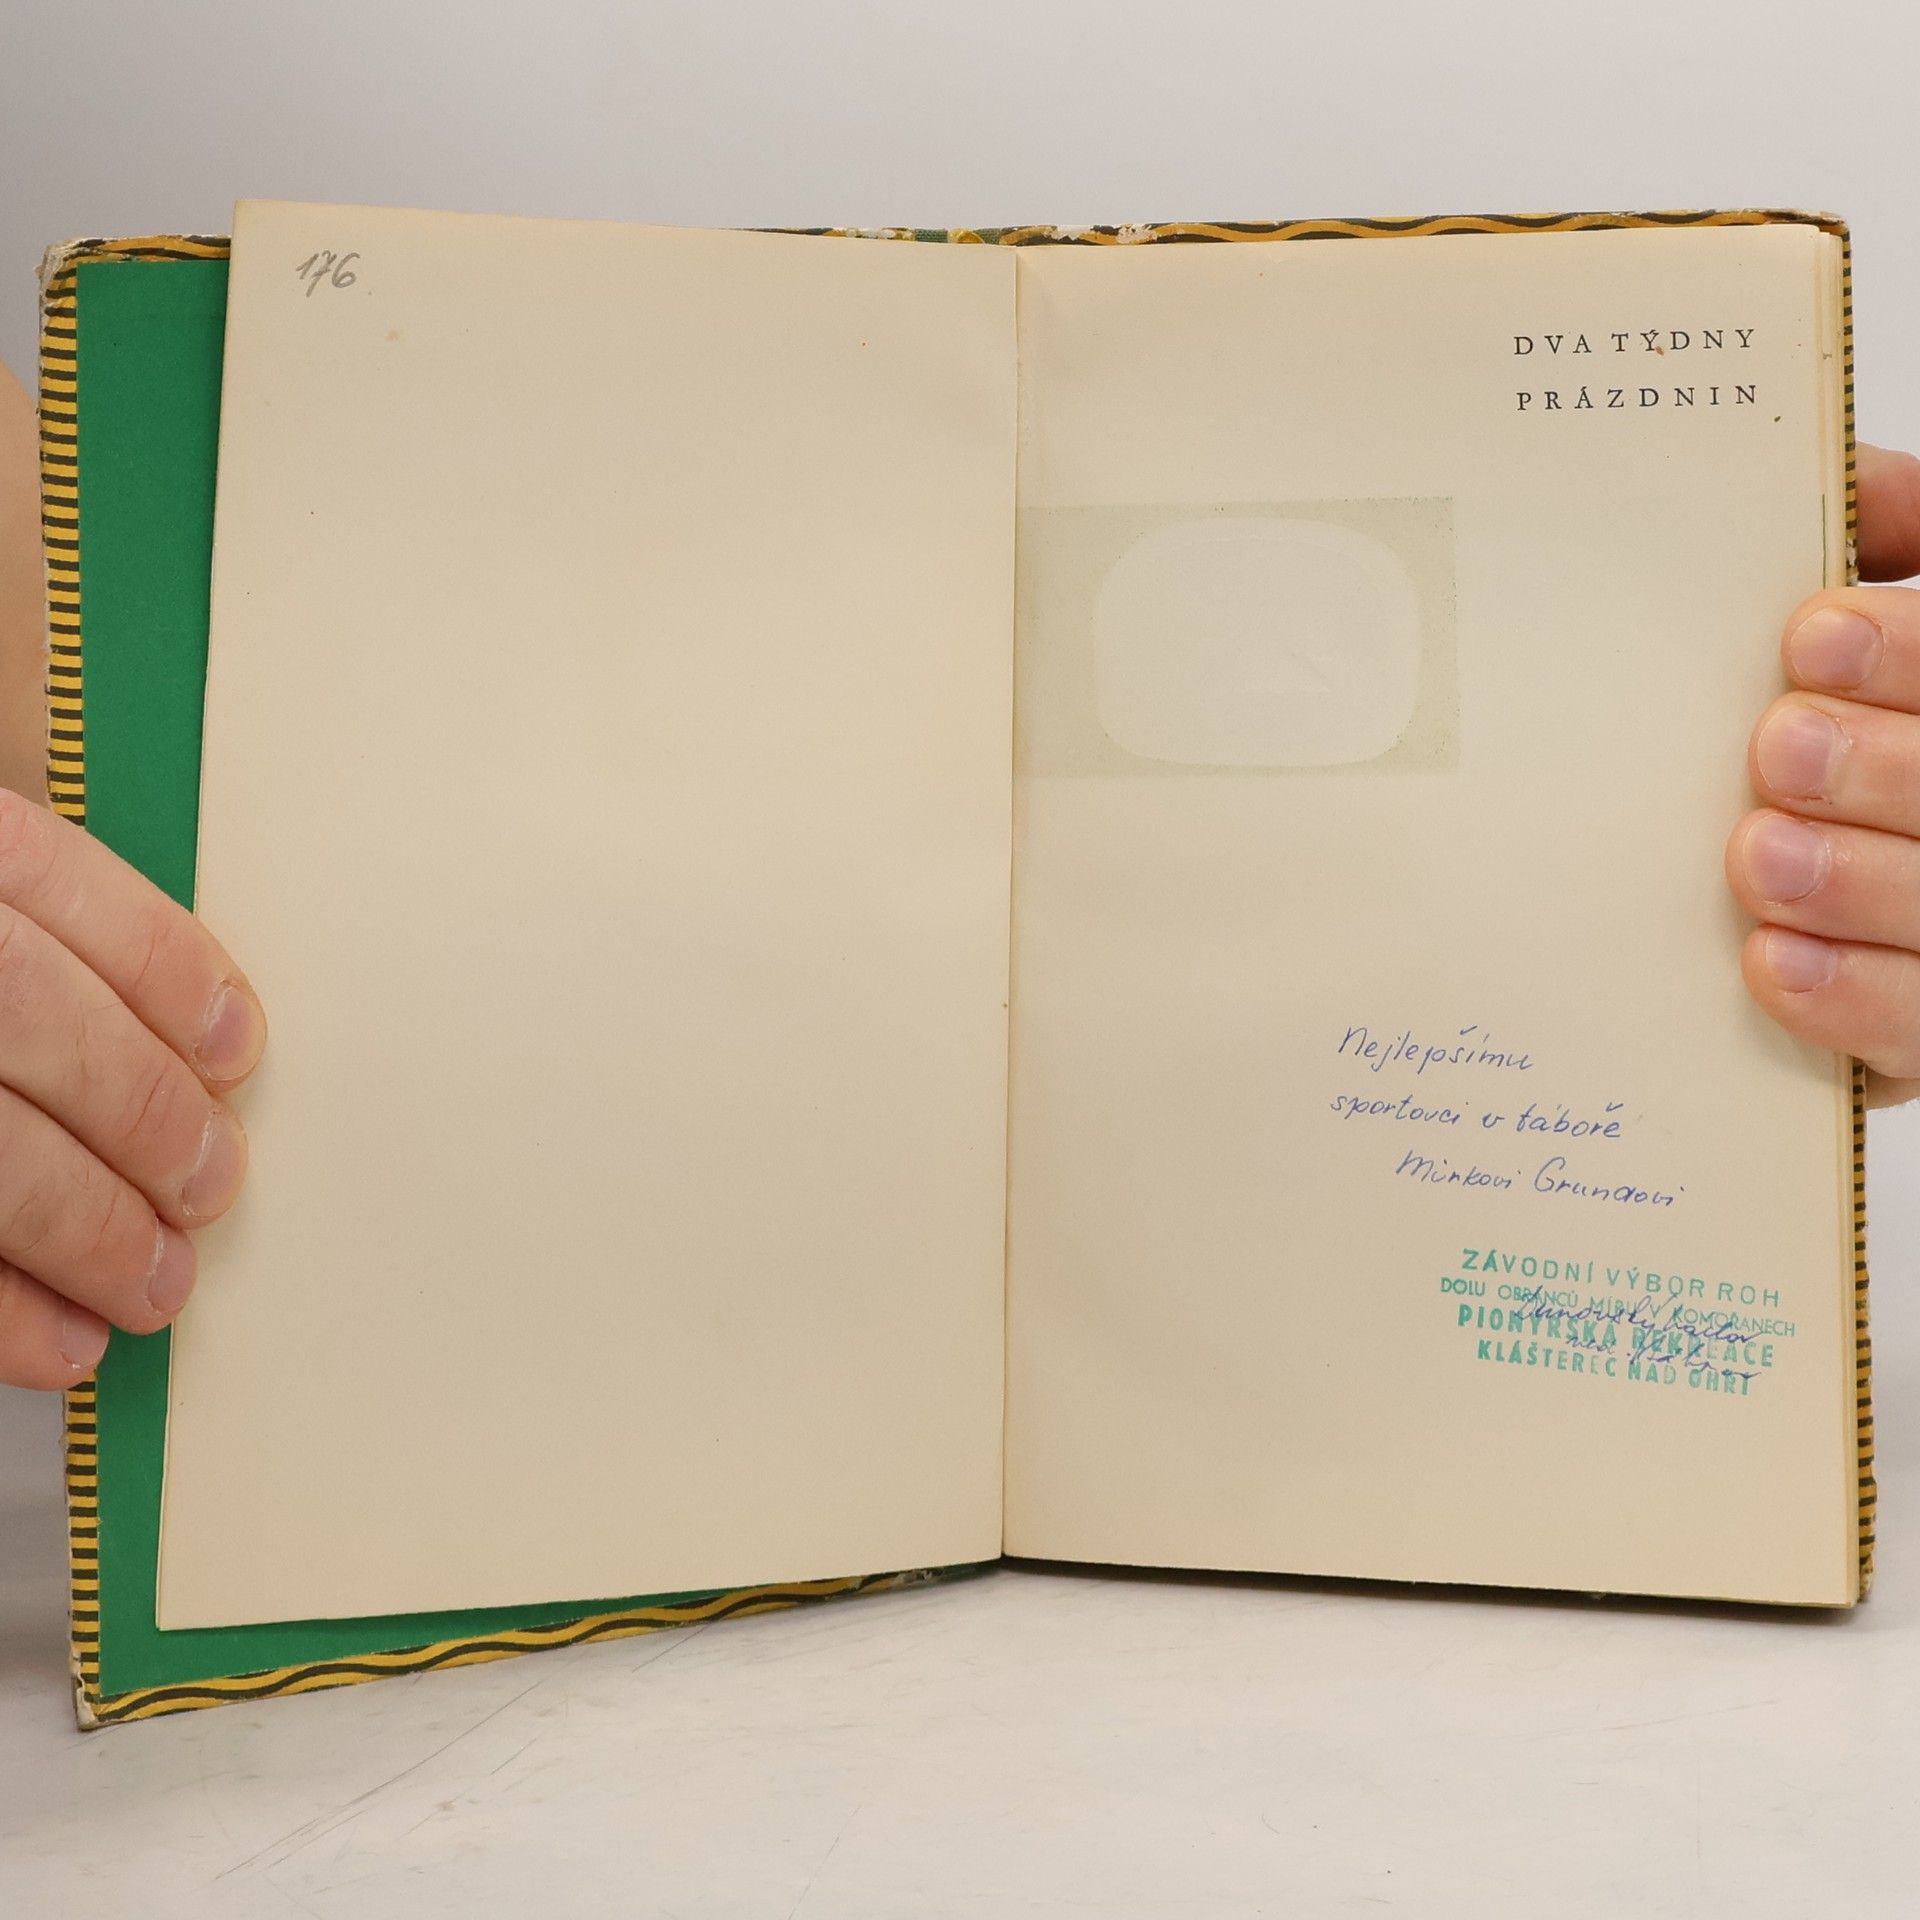 176
DVA TÝDNY
PRÁZDNIN
Nejlepšímu
sportovci v táboře
Mirkovi Grundovi
ZÁVODNÍ VÝBOR ROH
DOLU OBRÁNCŮ MÍRU V KOMOŘANECH
PIONÝRSKÁ REKREACE
KLÁŠTEREC NAD OHŘÍ